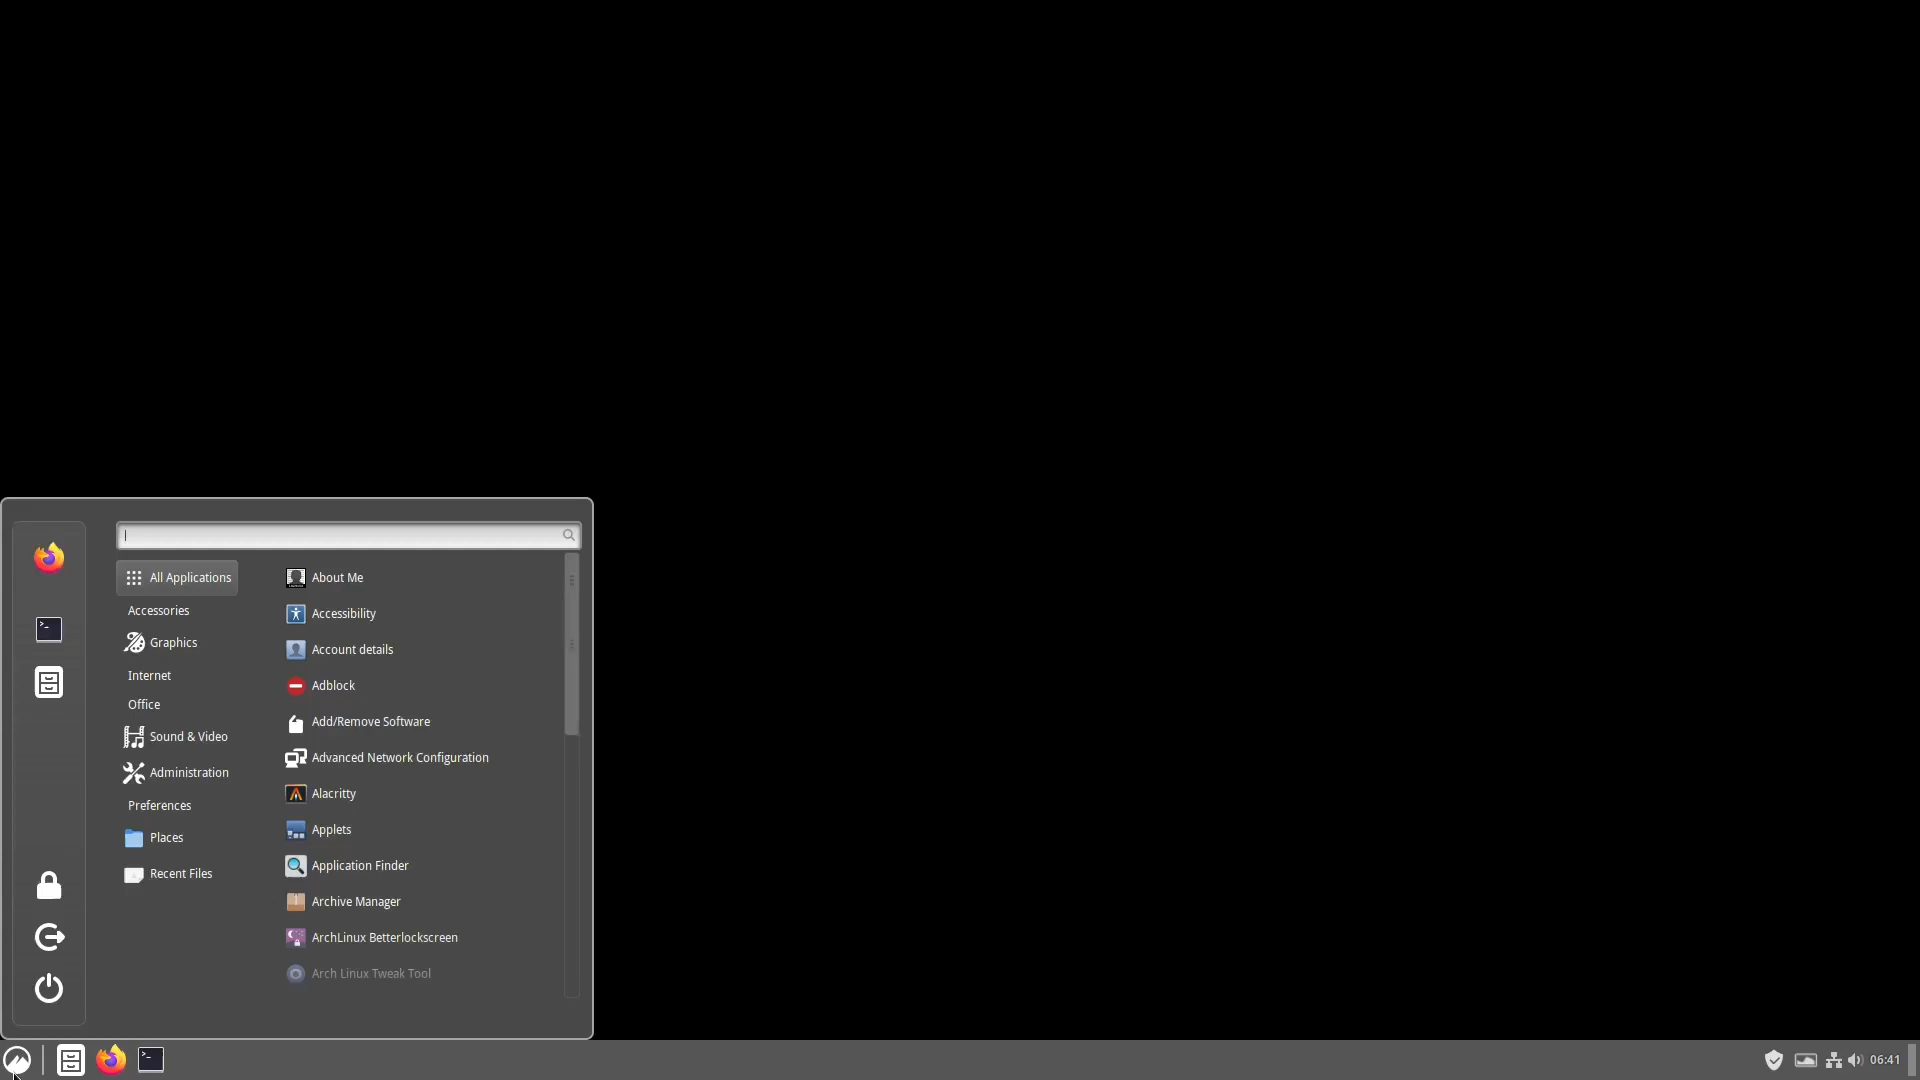 All Applications
Accessories
Graphics
Internet
Office
Sound & Video
Administration
Preferences
Places
Recent Files
About Me
Accessibility
Account details
Adblock
Add/Remove Software
Advanced Network Configuration
Alacritty
Applets
Application Finder
Archive Manager
ArchLinux Betterlockscreen
Arch Linux Tweak Tool
06:41